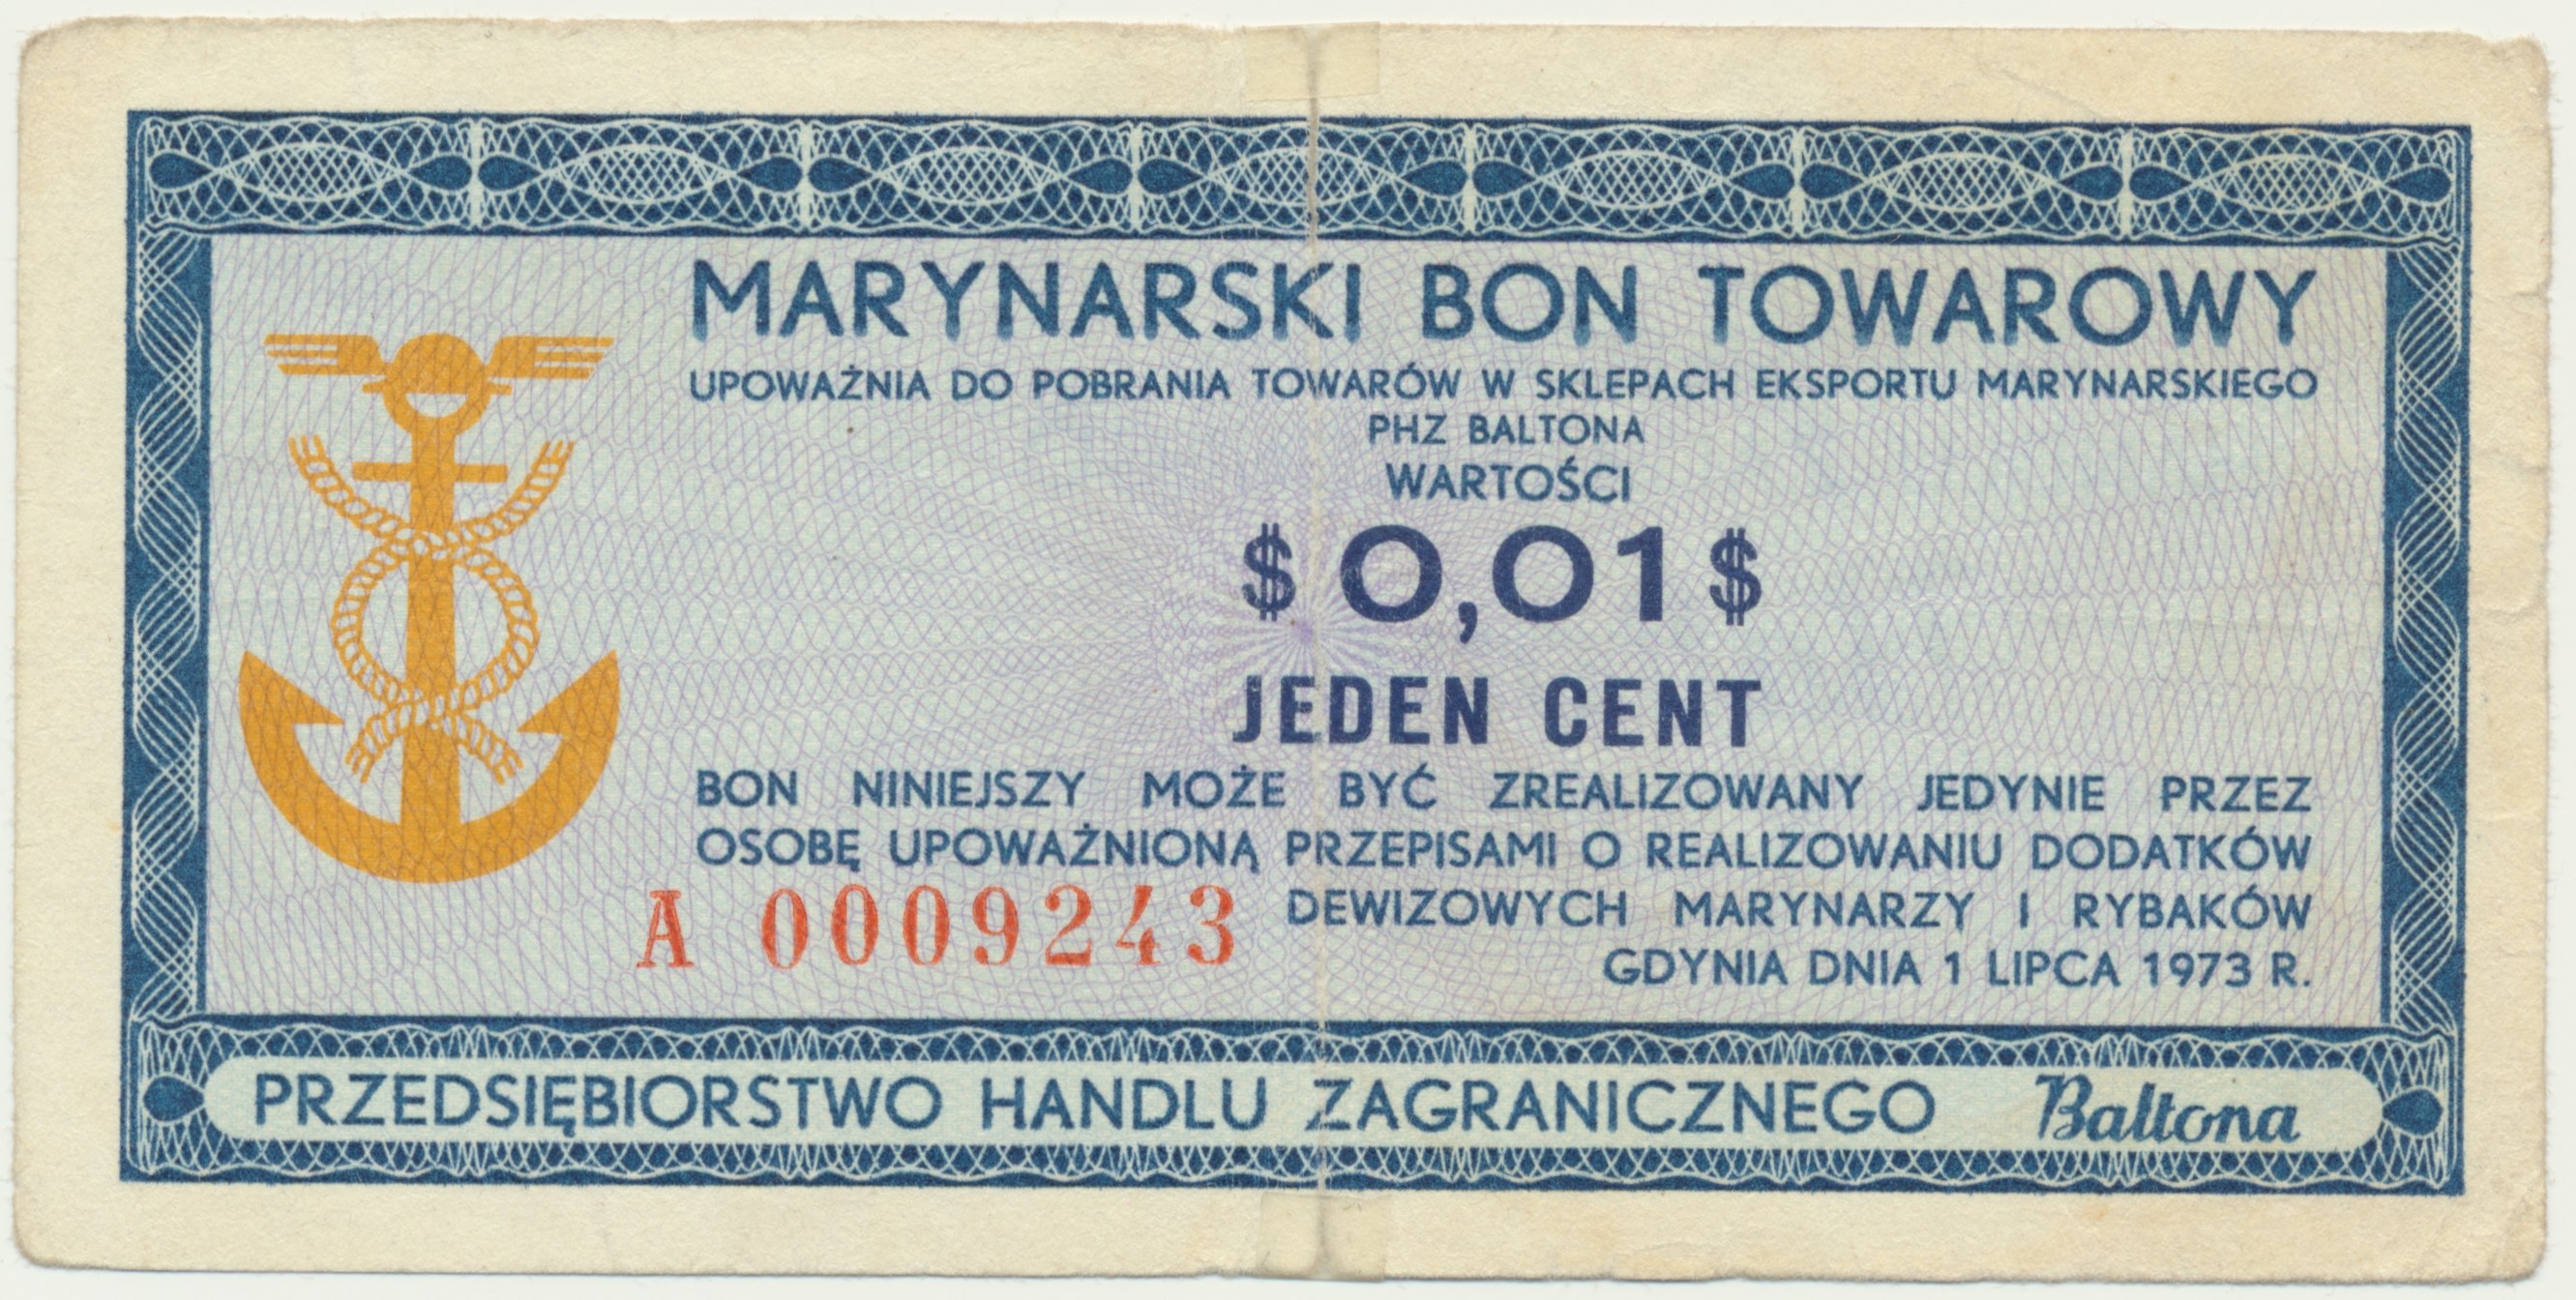 MARYNARSKI BON TOWAROWY
UPOWAŻNIA DO POBRANIA TOWARÓW W SKLEPACH EKSPORTU MARYNARSKIEGO
PHZ BALTONA
WARTOŚCI
$ 0,01 $
JEDEN CENT
BON NINIEJSZY MOŻE BYĆ ZREALIZOWANY JEDYNIE PRZEZ
OSOBĘ UPOWAŻNIONĄ PRZEPISAMI O REALIZOWANIU DODATKÓW
DEWIZOWYCH MARYNARZY I RYBAKÓW
A 0009243
GDYNIA DNIA 1 LIPCA 1973 R.
PRZEDSIĘBIORSTWO HANDLU ZAGRANICZNEGO Baltona